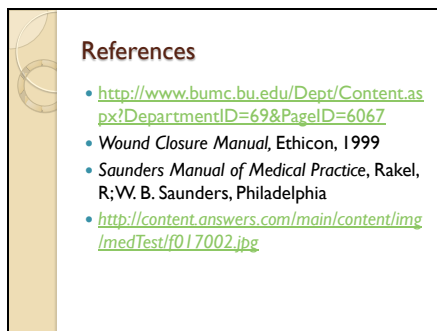 References
http://www.bumc.bu.edu/Dept/Content.as
px?DepartmentID=69&PageID=6067
Wound Closure Manual, Ethicon, 1999
Saunders Manual of Medical Practice, Rakel,
R;W. B. Saunders, Philadelphia
http://content.answers.com/main/content/img
/medTest/f017002.jpg